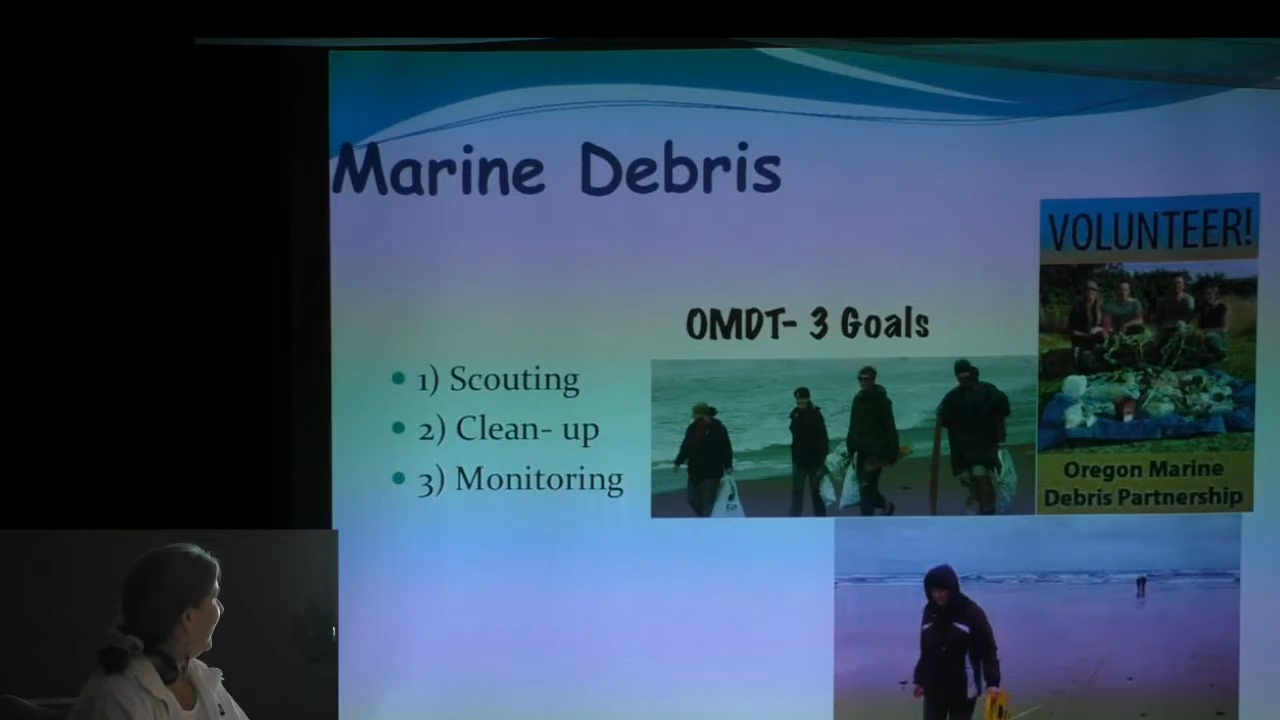 Marine Debris
VOLUNTEER!
OMDT- 3 Goals
• 1) Scouting
• 2) Clean- up
• 3) Monitoring
Oregon Marine
Debris Partnership